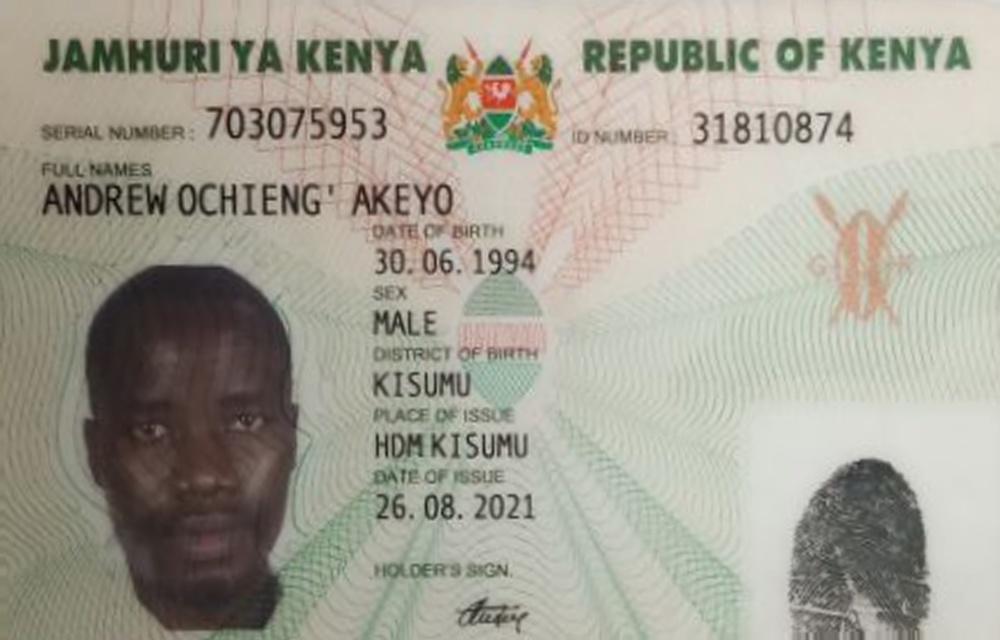 JAMHURI YA KENYA REPUBLIC OF KENYA
SERIAL NUMBER : 703075953 ID NUMBER : 31810874
FULL NAMES
ANDREW OCHIENG' AKEYO
DATE OF BIRTH
30. 06. 1994
SEX
MALE
DISTRICT OF BIRTH
KISUMU
PLACE OF ISSUE
HDM KISUMU
DATE OF ISSUE
26. 08. 2021
HOLDER'S SIGN.